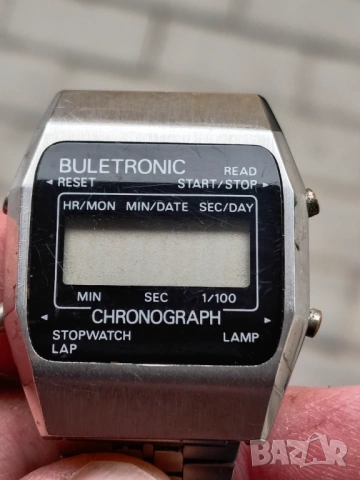 BULETRONIC
READ
RESET START/STOP
HR/MON MIN/DATE SEC/DAY
MIN SEC 1/100
CHRONOGRAPH
STOPWATCH LAMP
LAP
BAZAR